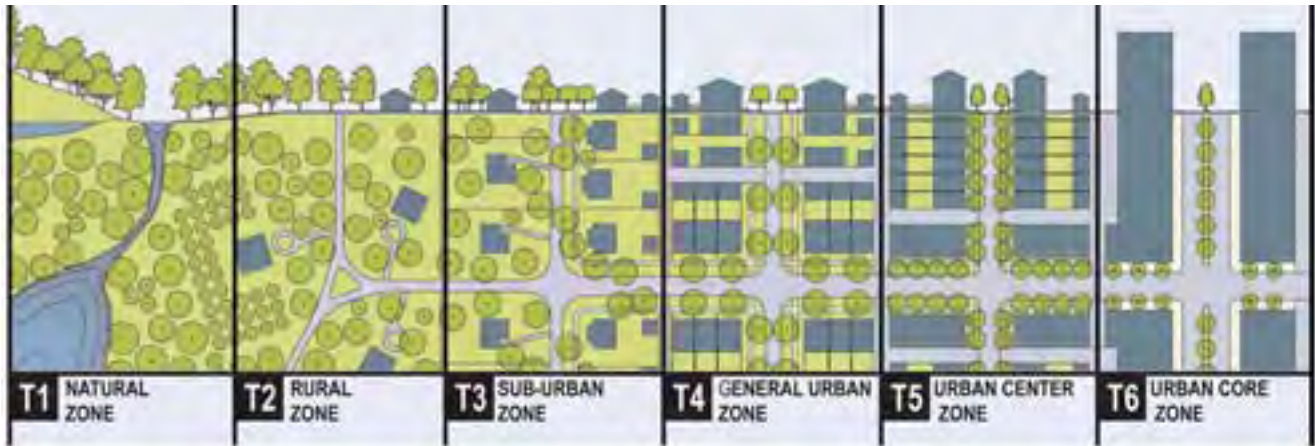 T1 NATURAL
ZONE
T2 RURAL
ZONE
T3 SUB-URBAN
ZONE
T4 GENERAL URBAN
ZONE
T5 URBAN CENTER
ZONE
T6 URBAN CORE
ZONE